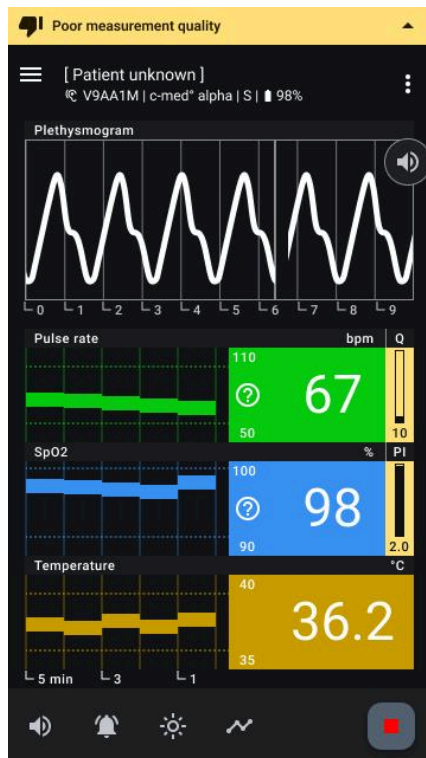 Poor measurement quality
[ Patient unknown ]
V9AA1M | c-med° alpha | S | 98%
Plethysmogram
0 1 2 3 4 5 6 7 8 9
Pulse rate bpm Q
110
67
50 10
SpO2 % PI
100
98
90 2.0
Temperature °C
40
36.2
35
5 min 3 1